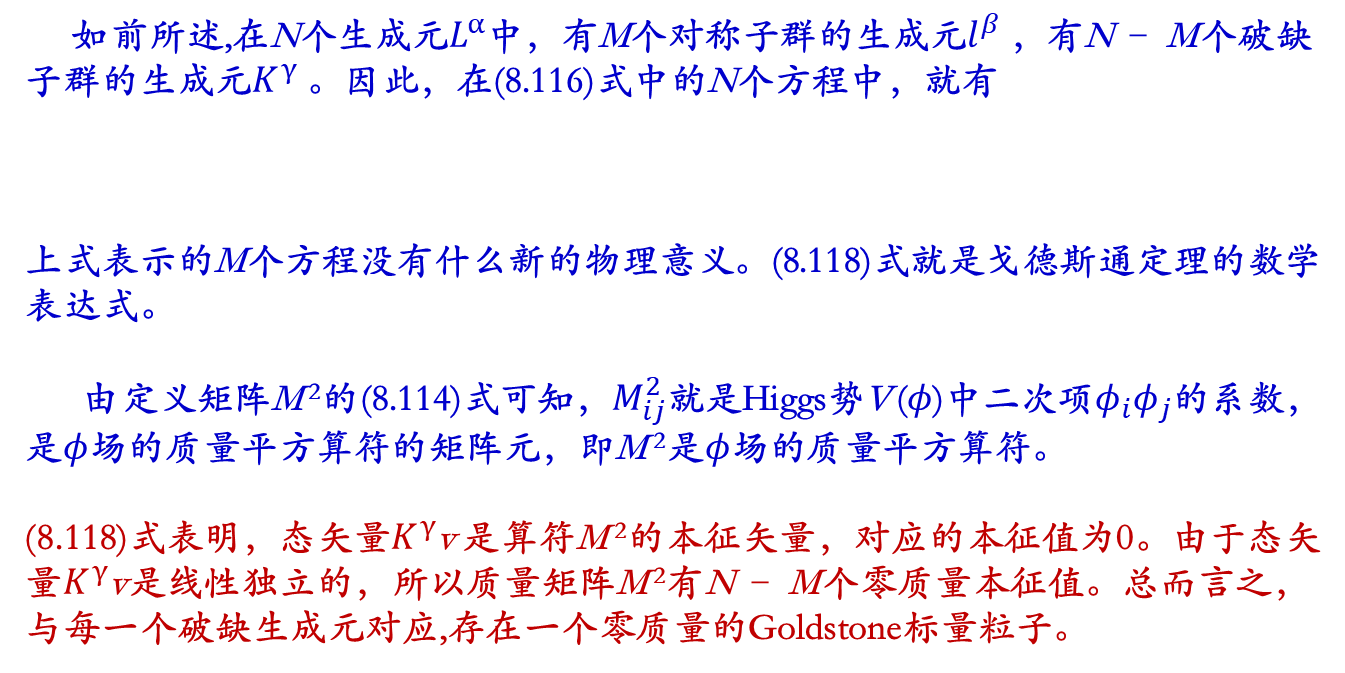 如前所述,在N个生成元Lᵅ中，有M个对称子群的生成元lᵝ ，有N − M个破缺
子群的生成元Kᵞ 。因此，在(8.116)式中的N个方程中，就有
上式表示的M个方程没有什么新的物理意义。(8.118)式就是戈德斯通定理的数学
表达式。
由定义矩阵M²的(8.114)式可知，M²ᵢⱼ就是Higgs势V(ϕ)中二次项ϕᵢϕⱼ的系数，
是ϕ场的质量平方算符的矩阵元，即M²是ϕ场的质量平方算符。
(8.118)式表明，态矢量Kᵞv是算符M²的本征矢量，对应的本征值为0。由于态矢
量Kᵞv是线性独立的，所以质量矩阵M²有N − M个零质量本征值。总而言之，
与每一个破缺生成元对应,存在一个零质量的Goldstone标量粒子。